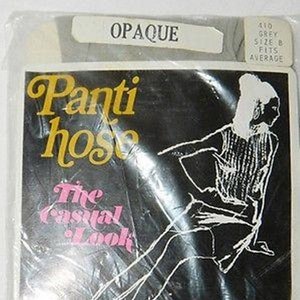 OPAQUE
410
GREY
SIZE B
FITS
AVERAGE
Panti
hose
The
Casual
Look